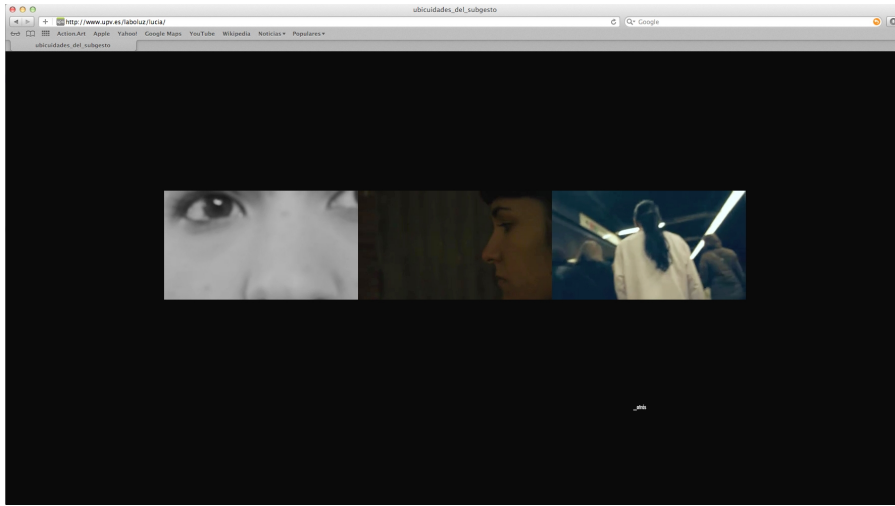 ubicuidades_del_subgesto
http://www.upv.es/laboluz/lucia/
Google
Action.Art Apple Yahoo! Google Maps YouTube Wikipedia Noticias Populares
ubicuidades_del_subgesto
_atrás